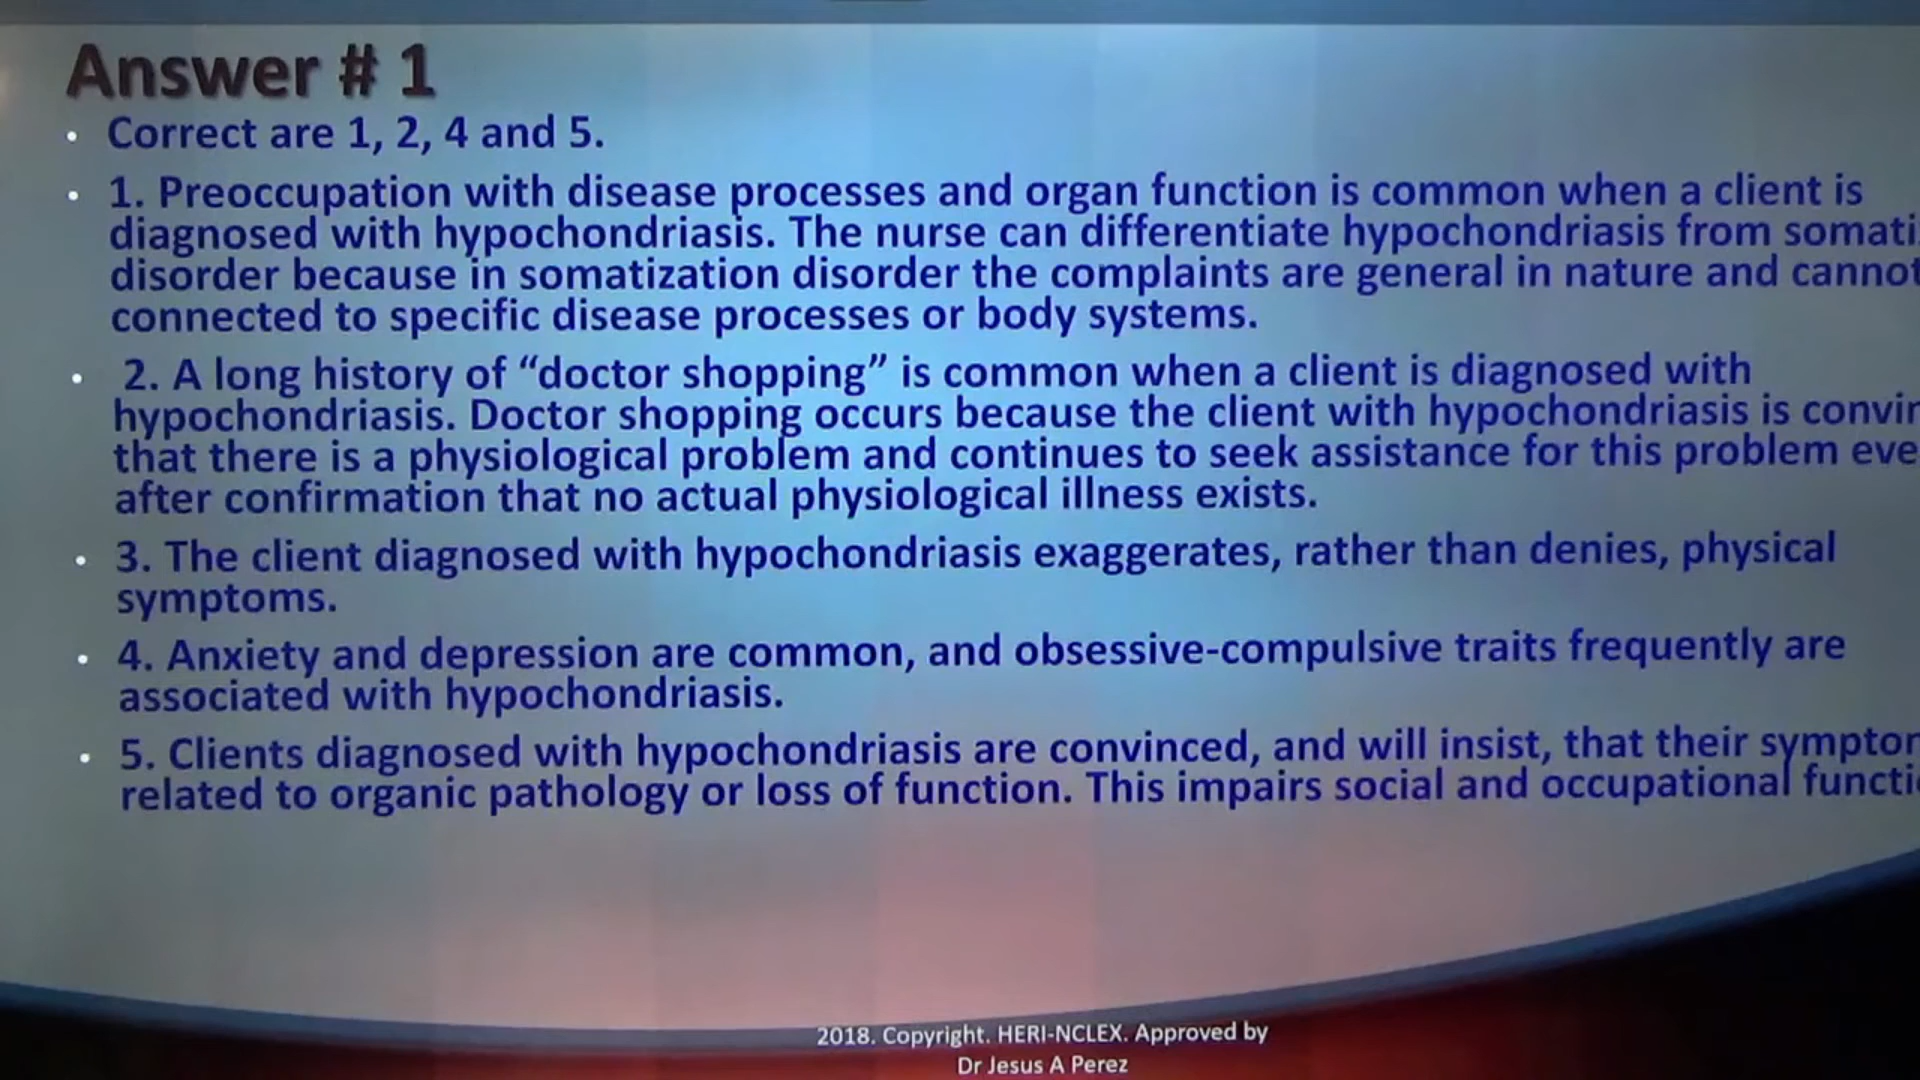 Answer # 1
• Correct are 1, 2, 4 and 5.
• 1. Preoccupation with disease processes and organ function is common when a client is
diagnosed with hypochondriasis. The nurse can differentiate hypochondriasis from somati
disorder because in somatization disorder the complaints are general in nature and cannot
connected to specific disease processes or body systems.
• 2. A long history of “doctor shopping” is common when a client is diagnosed with
hypochondriasis. Doctor shopping occurs because the client with hypochondriasis is convin
that there is a physiological problem and continues to seek assistance for this problem eve
after confirmation that no actual physiological illness exists.
• 3. The client diagnosed with hypochondriasis exaggerates, rather than denies, physical
symptoms.
• 4. Anxiety and depression are common, and obsessive-compulsive traits frequently are
associated with hypochondriasis.
• 5. Clients diagnosed with hypochondriasis are convinced, and will insist, that their symptom
related to organic pathology or loss of function. This impairs social and occupational functi
2018. Copyright. HERI-NCLEX. Approved by
Dr Jesus A Perez